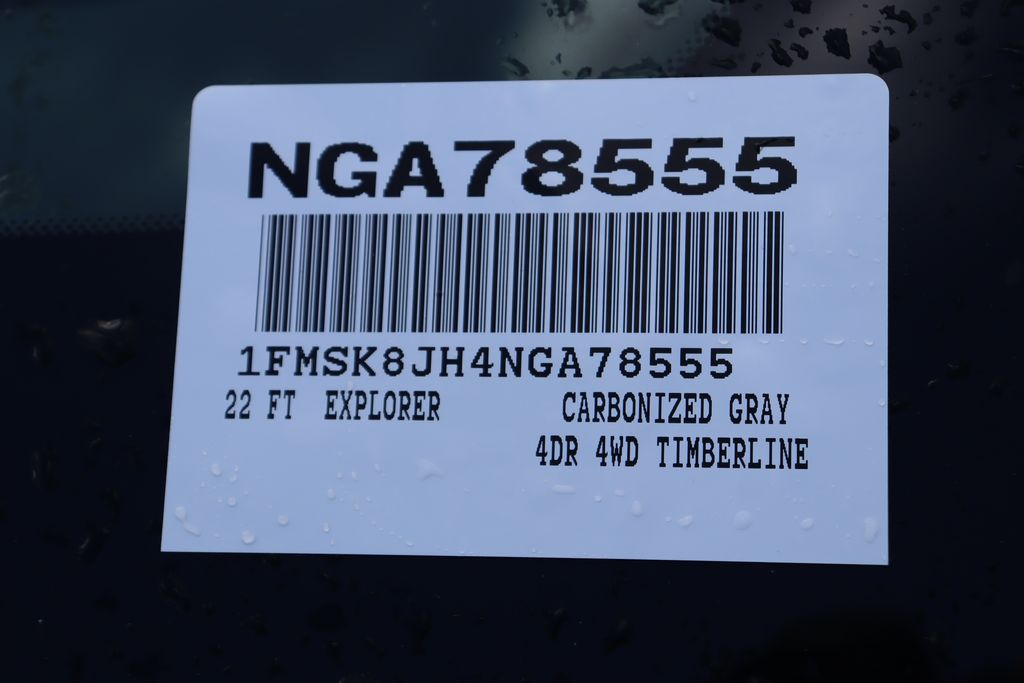 NGA78555
1FMSK8JH4NGA78555
22 FT EXPLORER CARBONIZED GRAY
4DR 4WD TIMBERLINE